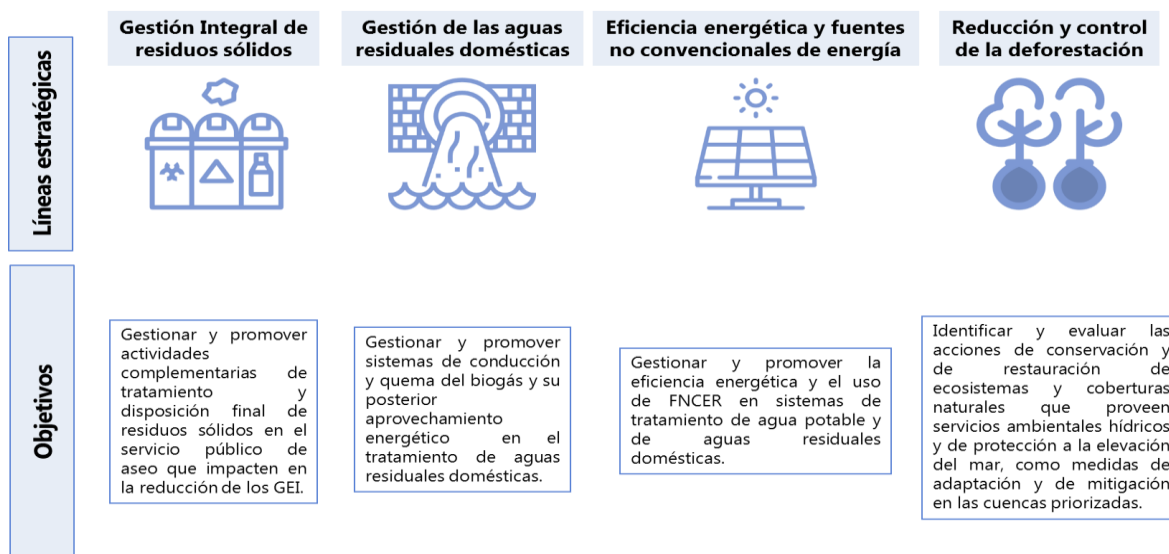 Líneas estratégicas
Gestión Integral de
residuos sólidos
Gestión de las aguas
residuales domésticas
Eficiencia energética y fuentes
no convencionales de energía
Reducción y control
de la deforestación
Objetivos
Gestionar y promover
actividades
complementarias de
tratamiento y
disposición final de
residuos sólidos en el
servicio público de
aseo que impacten en
la reducción de los GEI.
Gestionar y promover
sistemas de conducción
y quema del biogás y su
posterior
aprovechamiento
energético en el
tratamiento de aguas
residuales domésticas.
Gestionar y promover la
eficiencia energética y el uso
de FNCER en sistemas de
tratamiento de agua potable y
de aguas residuales
domésticas.
Identificar y evaluar las
acciones de conservación y
de restauración de
ecosistemas y coberturas
naturales que proveen
servicios ambientales hídricos
y de protección a la elevación
del mar, como medidas de
adaptación y de mitigación
en las cuencas priorizadas.